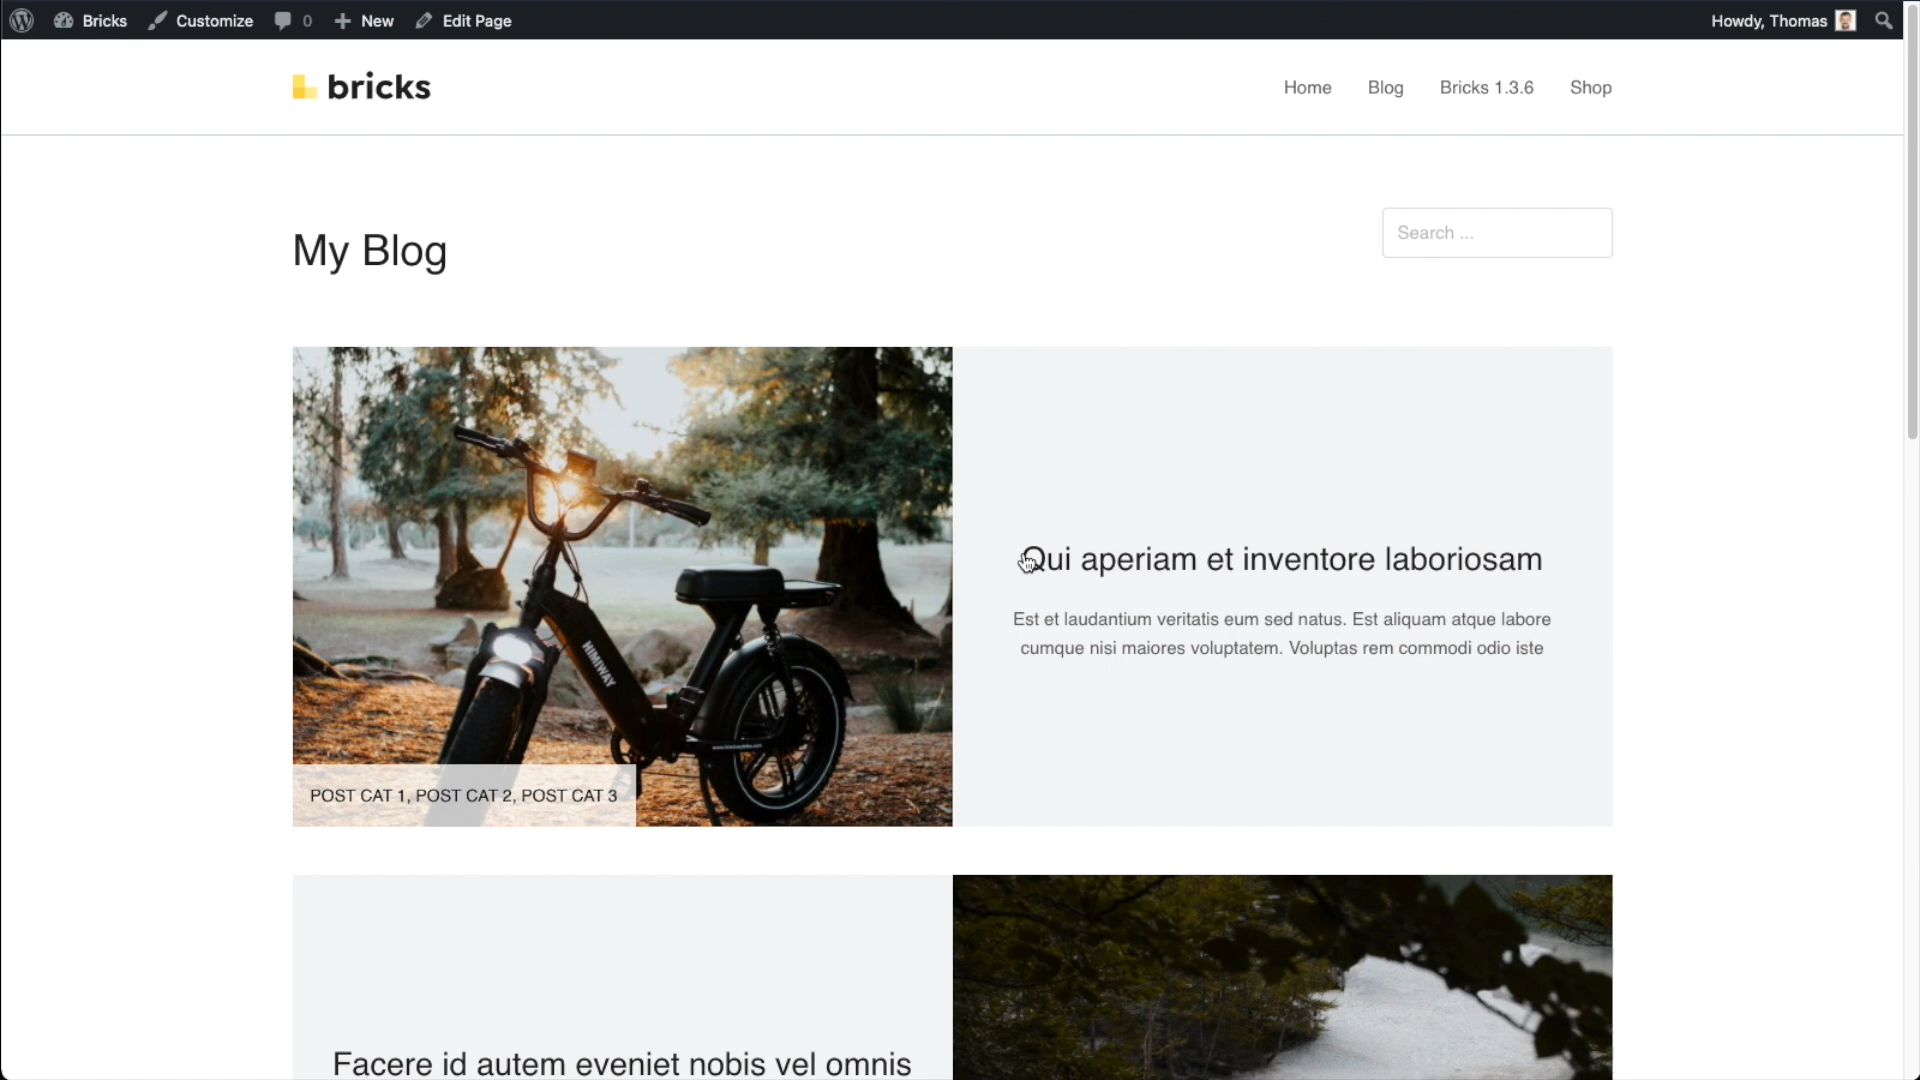 Bricks Customize 0 New Edit Page Howdy, Thomas
bricks
Home Blog Bricks 1.3.6 Shop
Search ...
My Blog
HIMIWAY
Qui aperiam et inventore laboriosam
Est et laudantium veritatis eum sed natus. Est aliquam atque labore
cumque nisi maiores voluptatem. Voluptas rem commodi odio iste
POST CAT 1, POST CAT 2, POST CAT 3
Facere id autem eveniet nobis vel omnis